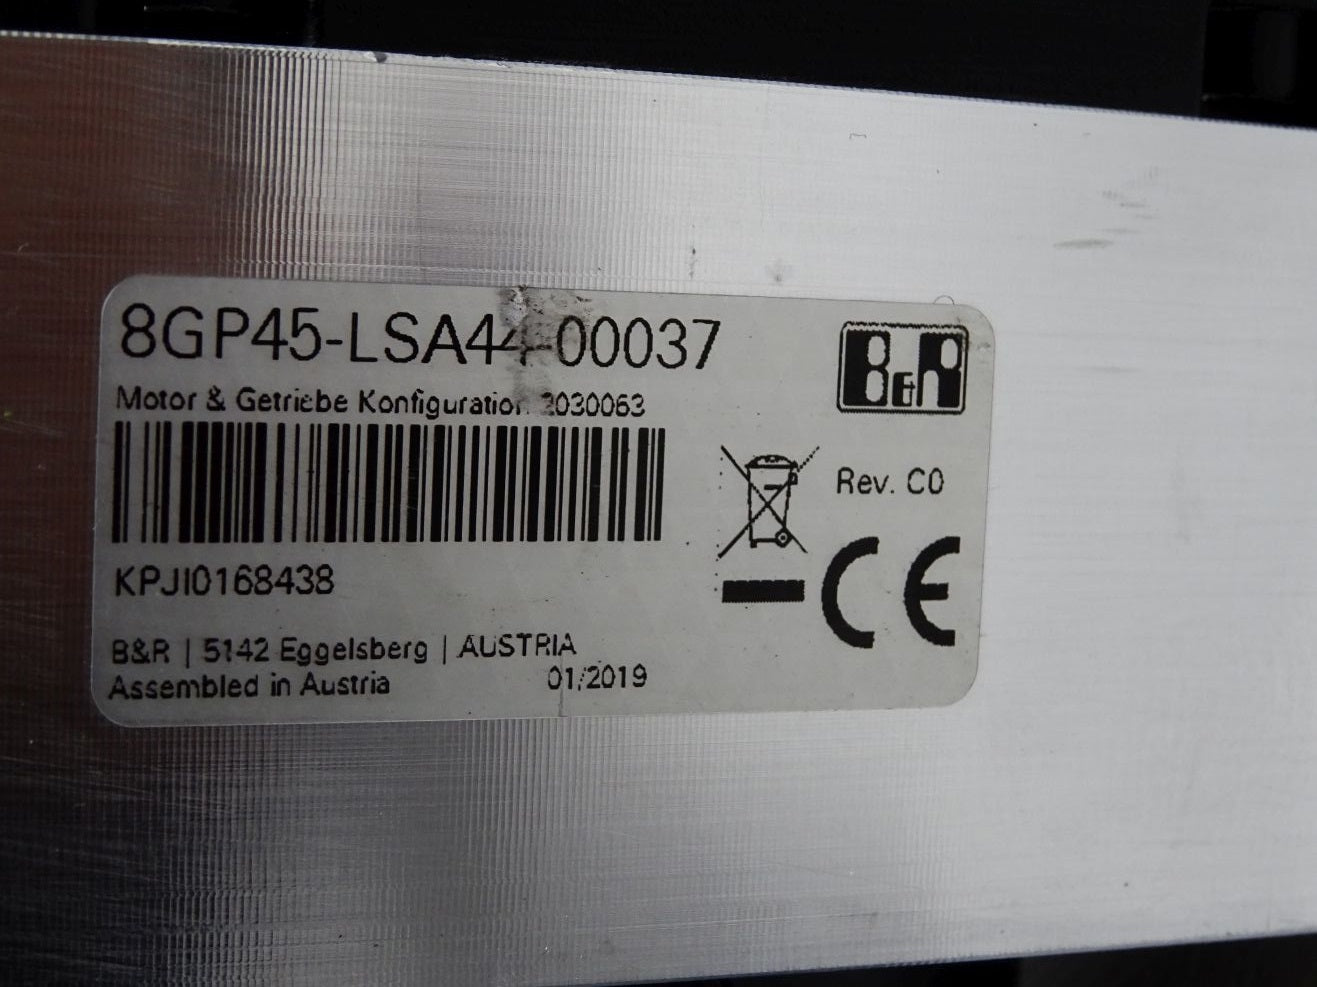 8GP45-LSA44-00037
B&R
Motor & Getriebe Konfiguration 2030063
Rev. C0
CE
KPJI0168438
B&R | 5142 Eggelsberg | AUSTRIA
Assembled in Austria 01/2019